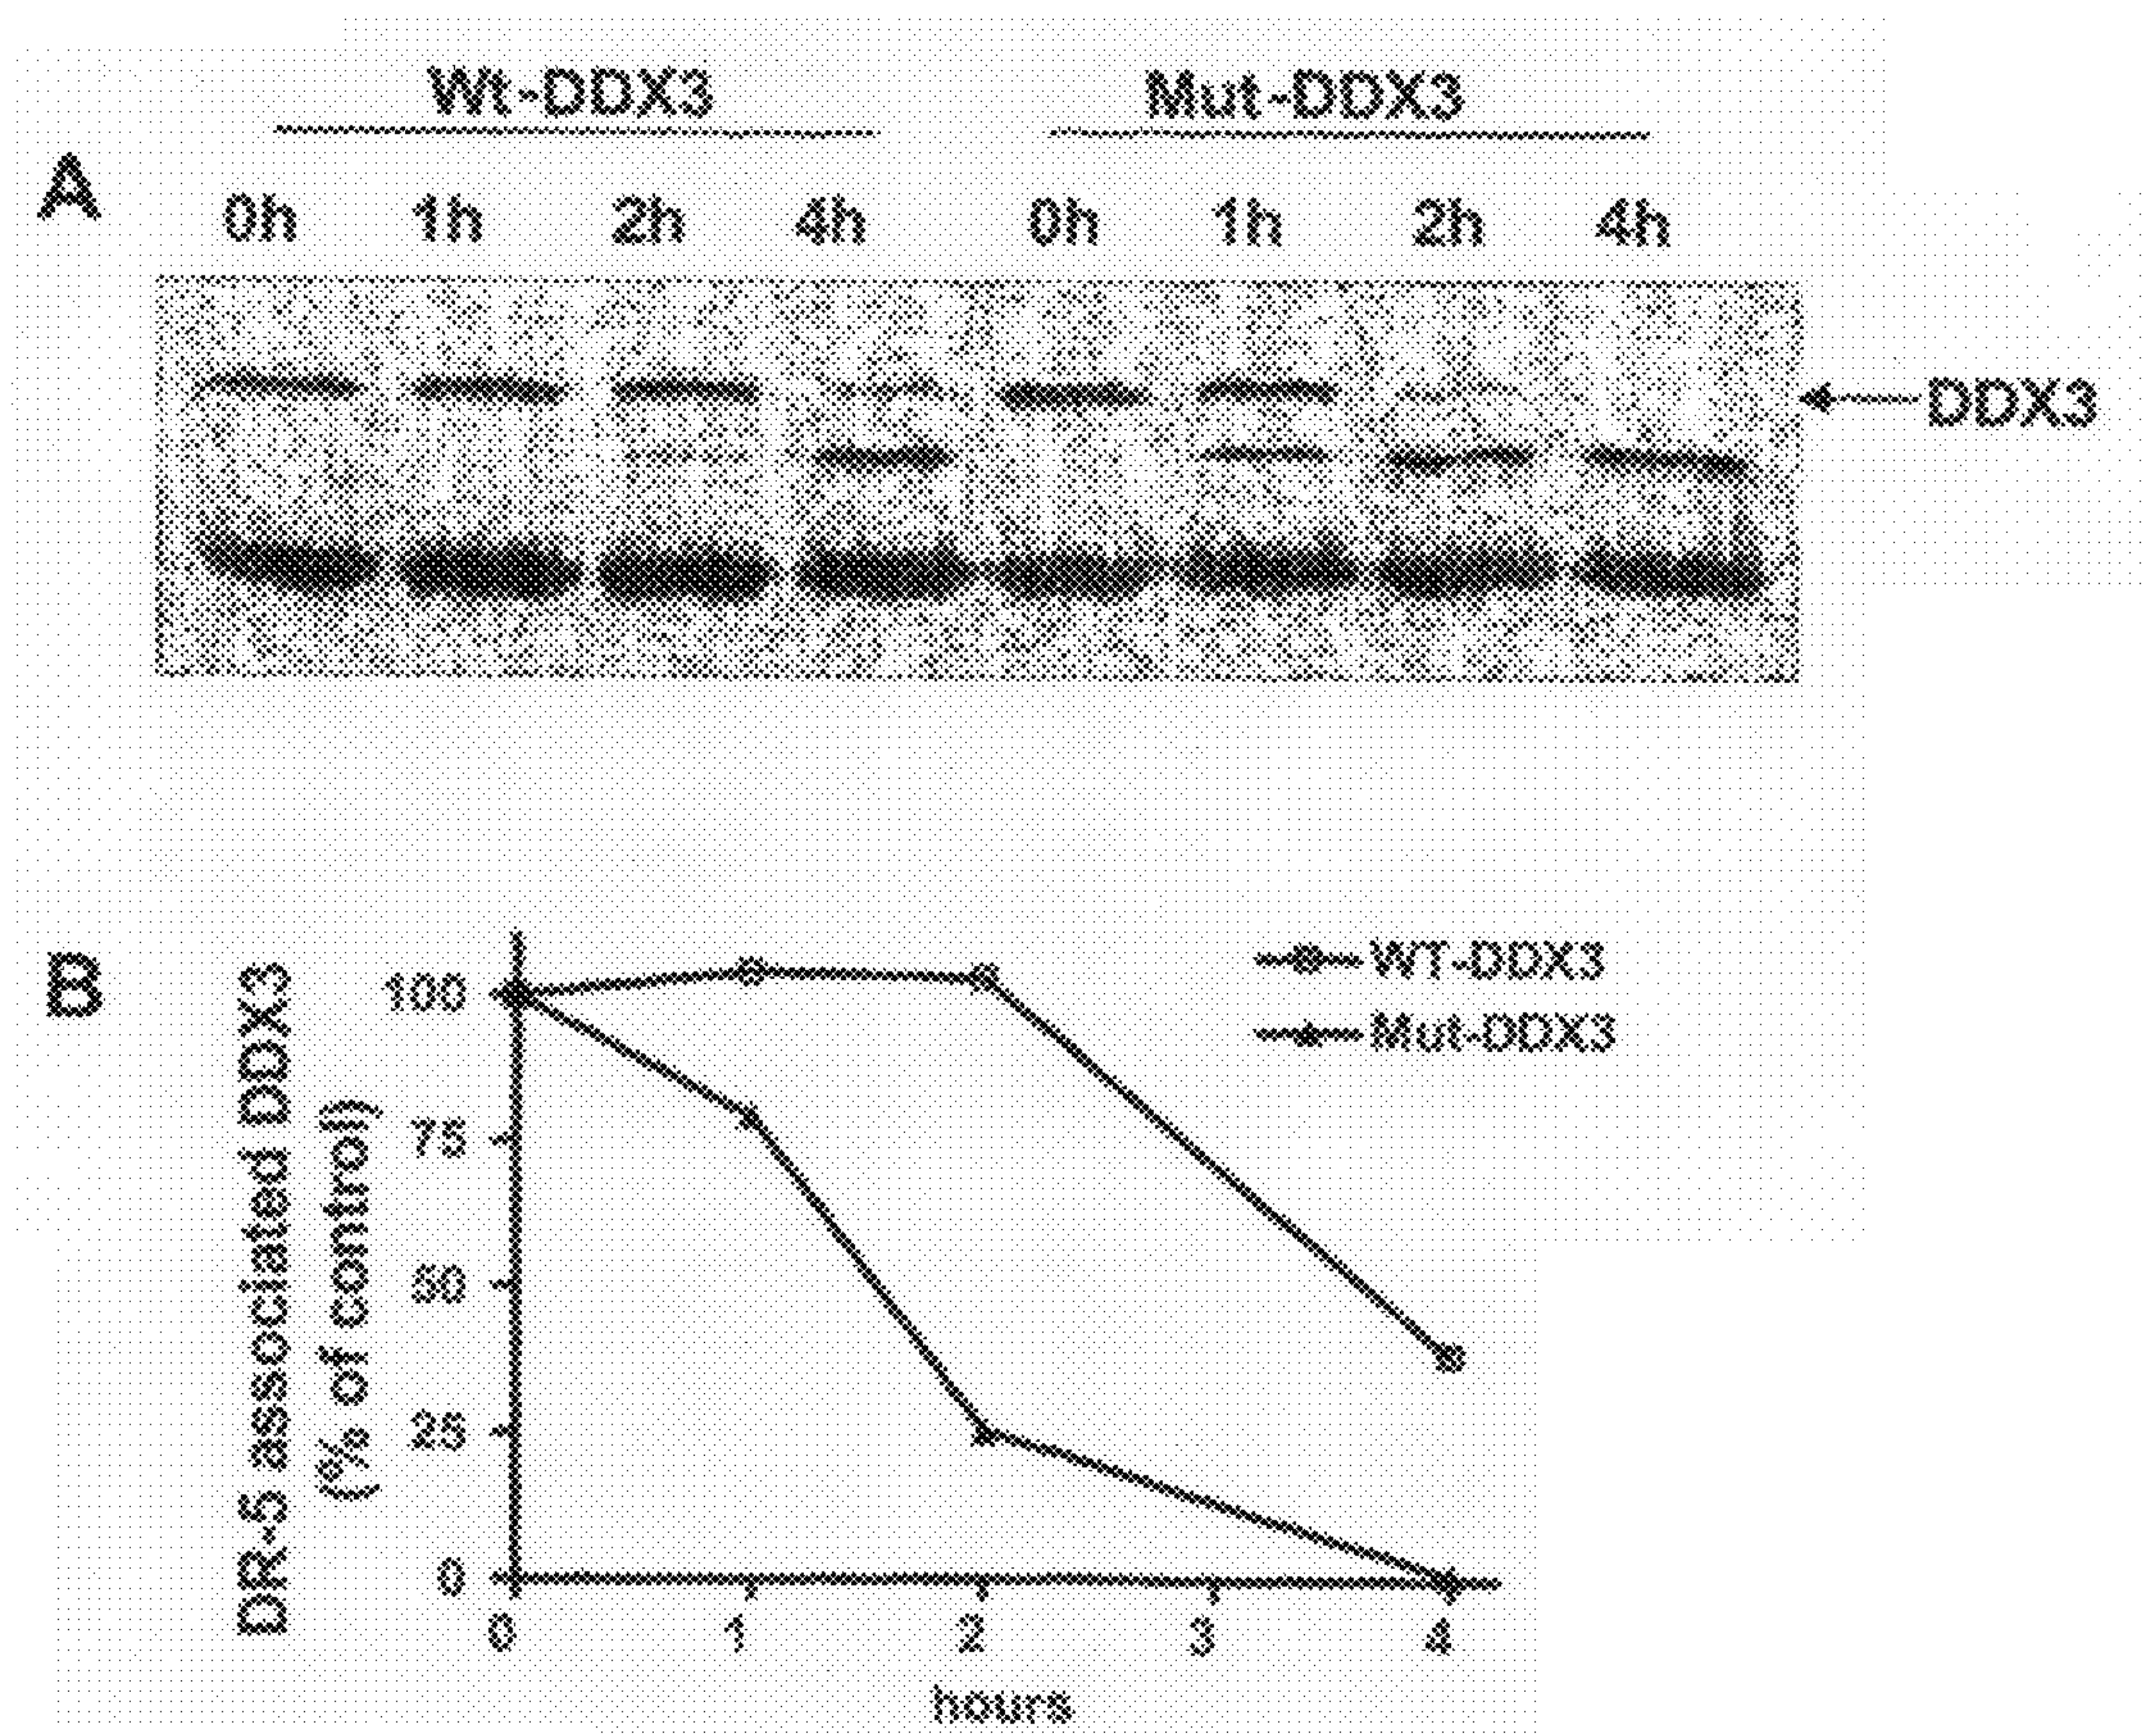 Wt-DDX3 Mut-DDX3
A
0h 1h 2h 4h 0h 1h 2h 4h
DDX3
B
DR-5 associated DDX3
(% of control)
100
75
50
25
0
0 1 2 3 4
hours
WT-DDX3
Mut-DDX3